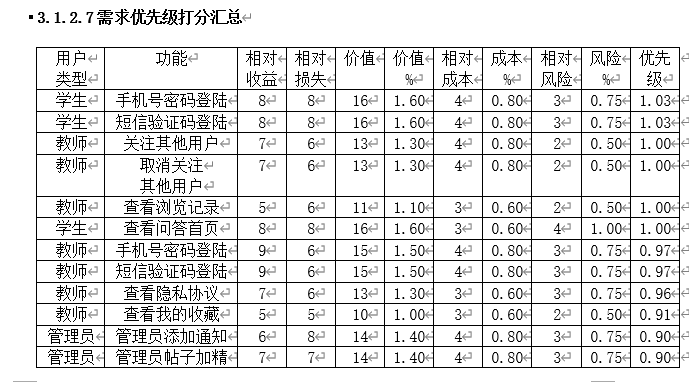 3.1.2.7需求优先级打分汇总
用户类型 功能 相对收益 相对损失 价值 价值% 相对成本 成本% 相对风险 风险% 优先级
学生 手机号密码登陆 8 8 16 1.60 4 0.80 3 0.75 1.03
学生 短信验证码登陆 8 8 16 1.60 4 0.80 3 0.75 1.03
教师 关注其他用户 7 6 13 1.30 4 0.80 2 0.50 1.00
教师 取消关注 7 6 13 1.30 4 0.80 2 0.50 1.00
其他用户
教师 查看浏览记录 5 6 11 1.10 3 0.60 2 0.50 1.00
学生 查看问答首页 8 8 16 1.60 3 0.60 4 1.00 1.00
教师 手机号密码登陆 9 6 15 1.50 4 0.80 3 0.75 0.97
教师 短信验证码登陆 9 6 15 1.50 4 0.80 3 0.75 0.97
教师 查看隐私协议 7 6 13 1.30 3 0.60 3 0.75 0.96
教师 查看我的收藏 5 5 10 1.00 3 0.60 2 0.50 0.91
管理员 管理员添加通知 6 8 14 1.40 4 0.80 3 0.75 0.90
管理员 管理员帖子加精 7 7 14 1.40 4 0.80 3 0.75 0.90